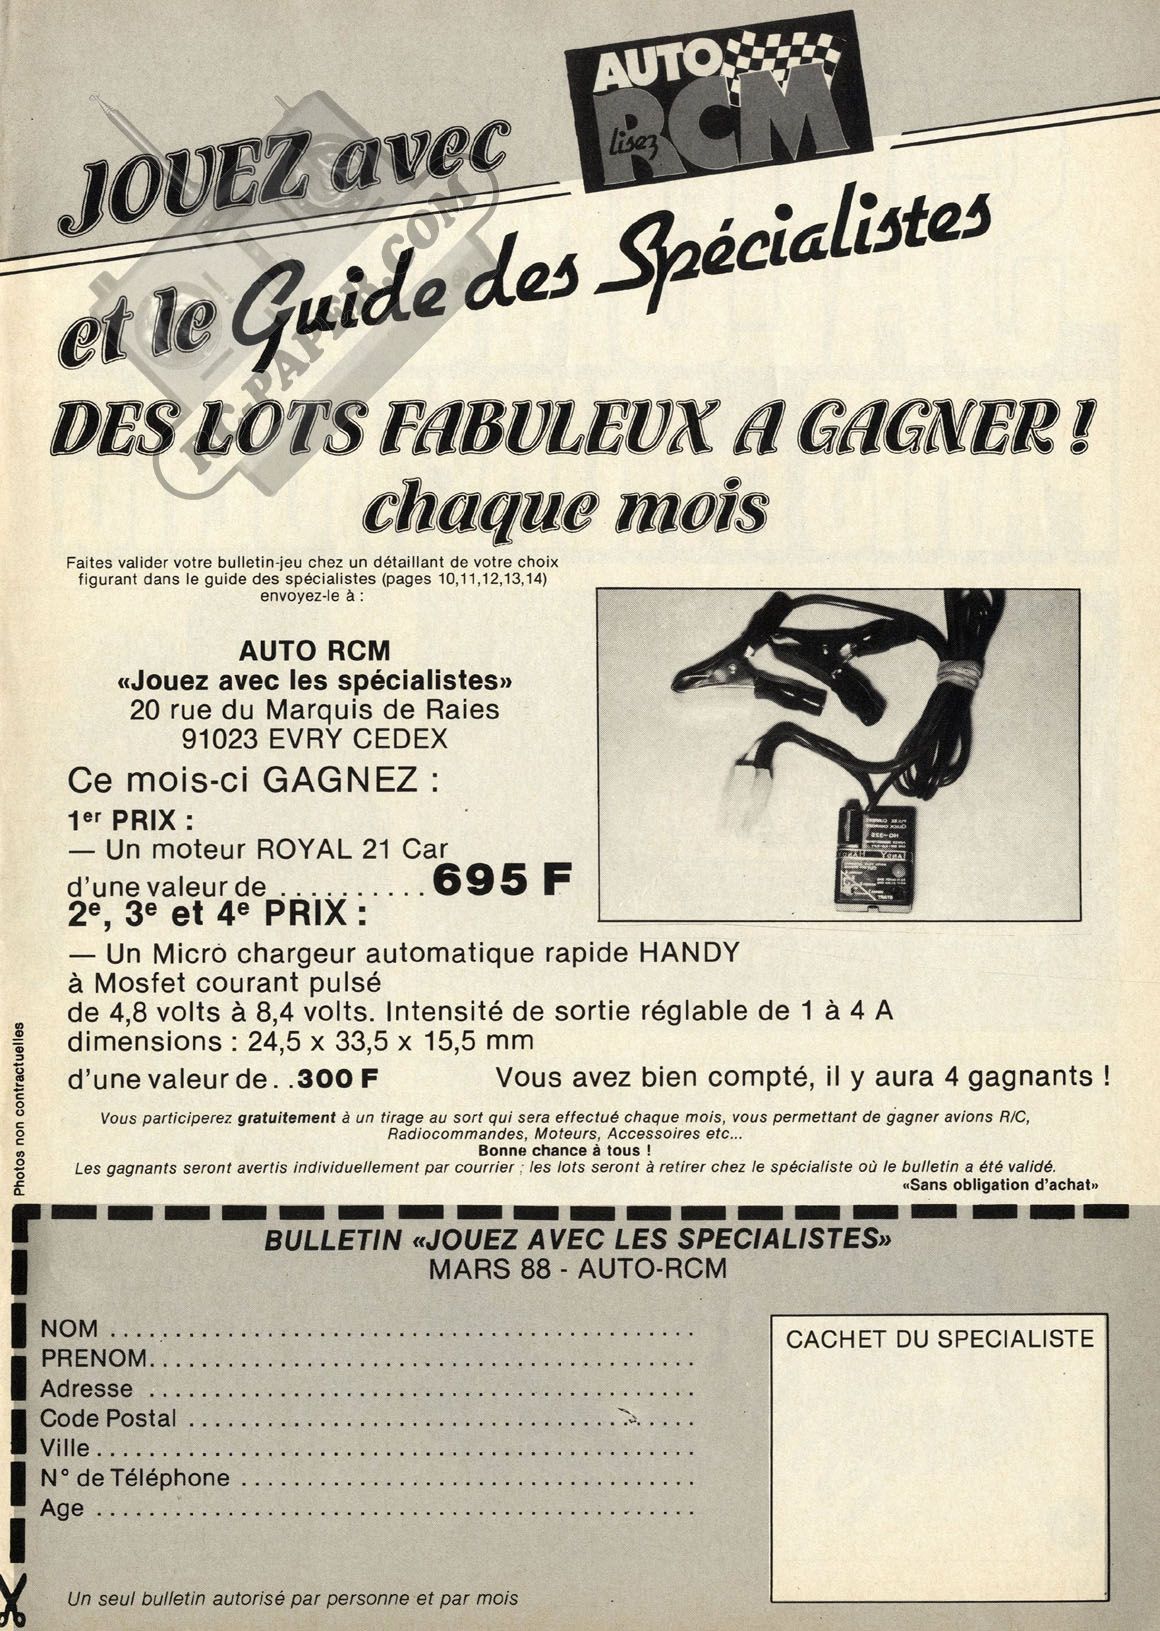 AUTO
lisez
RCM
JOUEZ avec
et le Guide des Spécialistes
RC-PAPER.COM
DES LOTS FABULEUX A GAGNER !
chaque mois
Faites valider votre bulletin-jeu chez un détaillant de votre choix
figurant dans le guide des spécialistes (pages 10,11,12,13,14)
envoyez-le à :
AUTO RCM
«Jouez avec les spécialistes»
20 rue du Marquis de Raies
91023 EVRY CEDEX
Ce mois-ci GAGNEZ :
1er PRIX :
— Un moteur ROYAL 21 Car
d'une valeur de .......... 695 F
2e, 3e et 4e PRIX :
— Un Micro chargeur automatique rapide HANDY
à Mosfet courant pulsé
de 4,8 volts à 8,4 volts. Intensité de sortie réglable de 1 à 4 A
dimensions : 24,5 x 33,5 x 15,5 mm
d'une valeur de. .300 F
Vous avez bien compté, il y aura 4 gagnants !
Vous participerez gratuitement à un tirage au sort qui sera effectué chaque mois, vous permettant de gagner avions R/C,
Radiocommandes, Moteurs, Accessoires etc...
Bonne chance à tous !
Les gagnants seront avertis individuellement par courrier ; les lots seront à retirer chez le spécialiste où le bulletin a été validé.
«Sans obligation d'achat»
Photos non contractuelles
BULLETIN «JOUEZ AVEC LES SPECIALISTES»
MARS 88 - AUTO-RCM
NOM
PRENOM
Adresse
Code Postal
Ville
N° de Téléphone
Age
CACHET DU SPECIALISTE
Un seul bulletin autorisé par personne et par mois